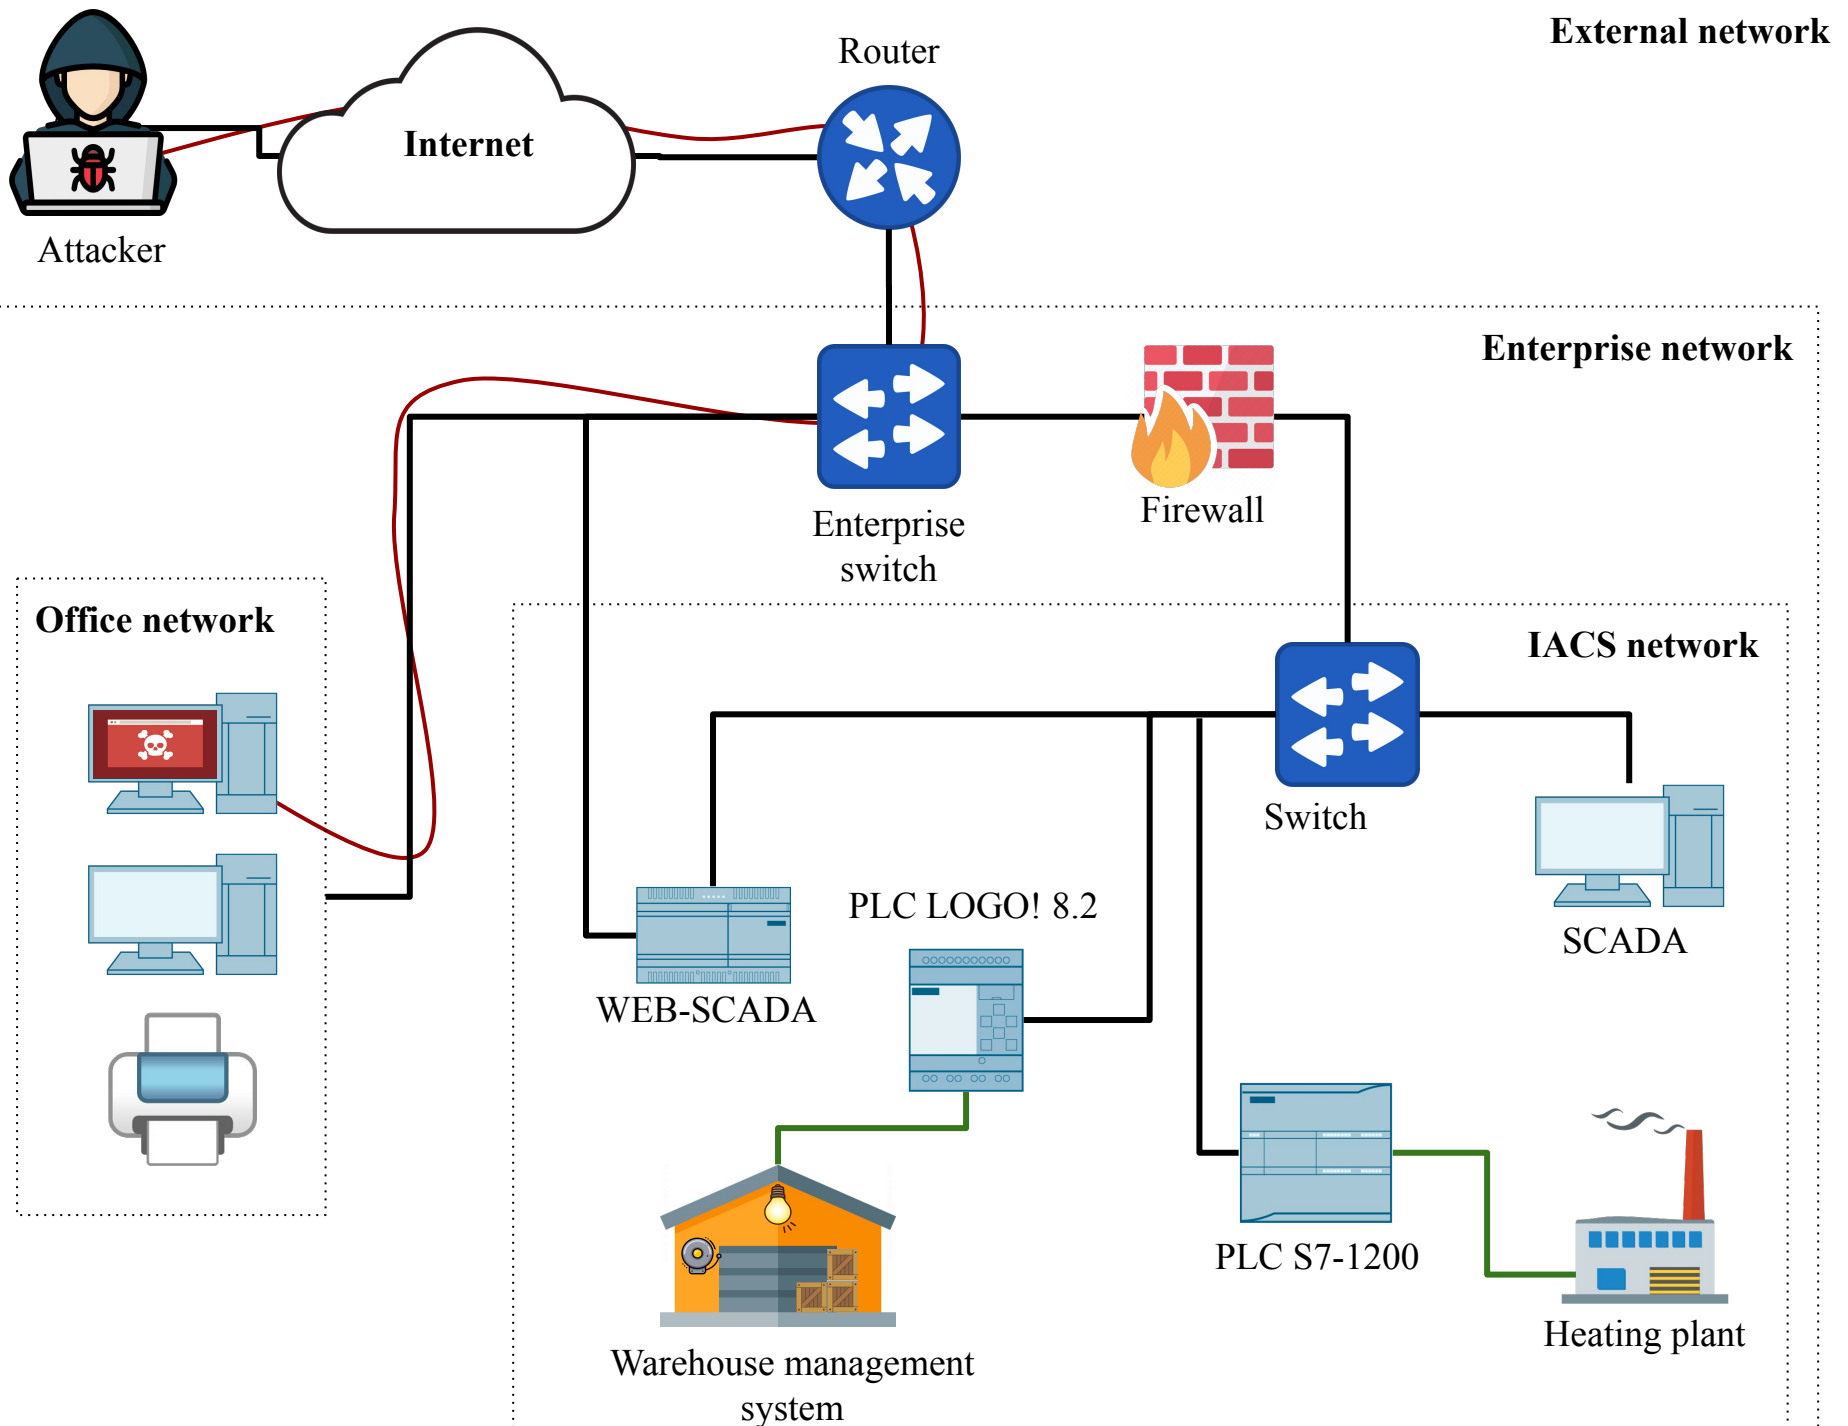 External network
Router
Internet
Attacker
Enterprise network
Firewall
Enterprise
switch
Office network
IACS network
Switch
PLC LOGO! 8.2
SCADA
WEB-SCADA
PLC S7-1200
Heating plant
Warehouse management
system